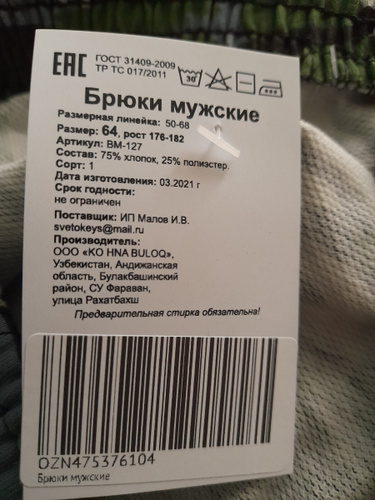 ЕАС ГОСТ 31409-2009
ТР ТС 017/2011
30
Брюки мужские
Размерная линейка: 50-68
Размер: 64, рост 176-182
Артикул: ВМ-127
Состав: 75% хлопок, 25% полиэстер.
Сорт: 1
Дата изготовления: 03.2021 г
Срок годности:
не ограничен
Поставщик: ИП Малов И.В.
svetokeys@mail.ru
Производитель:
ООО «KO HNA BULOQ»,
Узбекистан, Андижанская
область, Булакбашинский
район, СУ Фараван,
улица Рахатбахш
Предварительная стирка обязательна!
OZN475376104
Брюки мужские